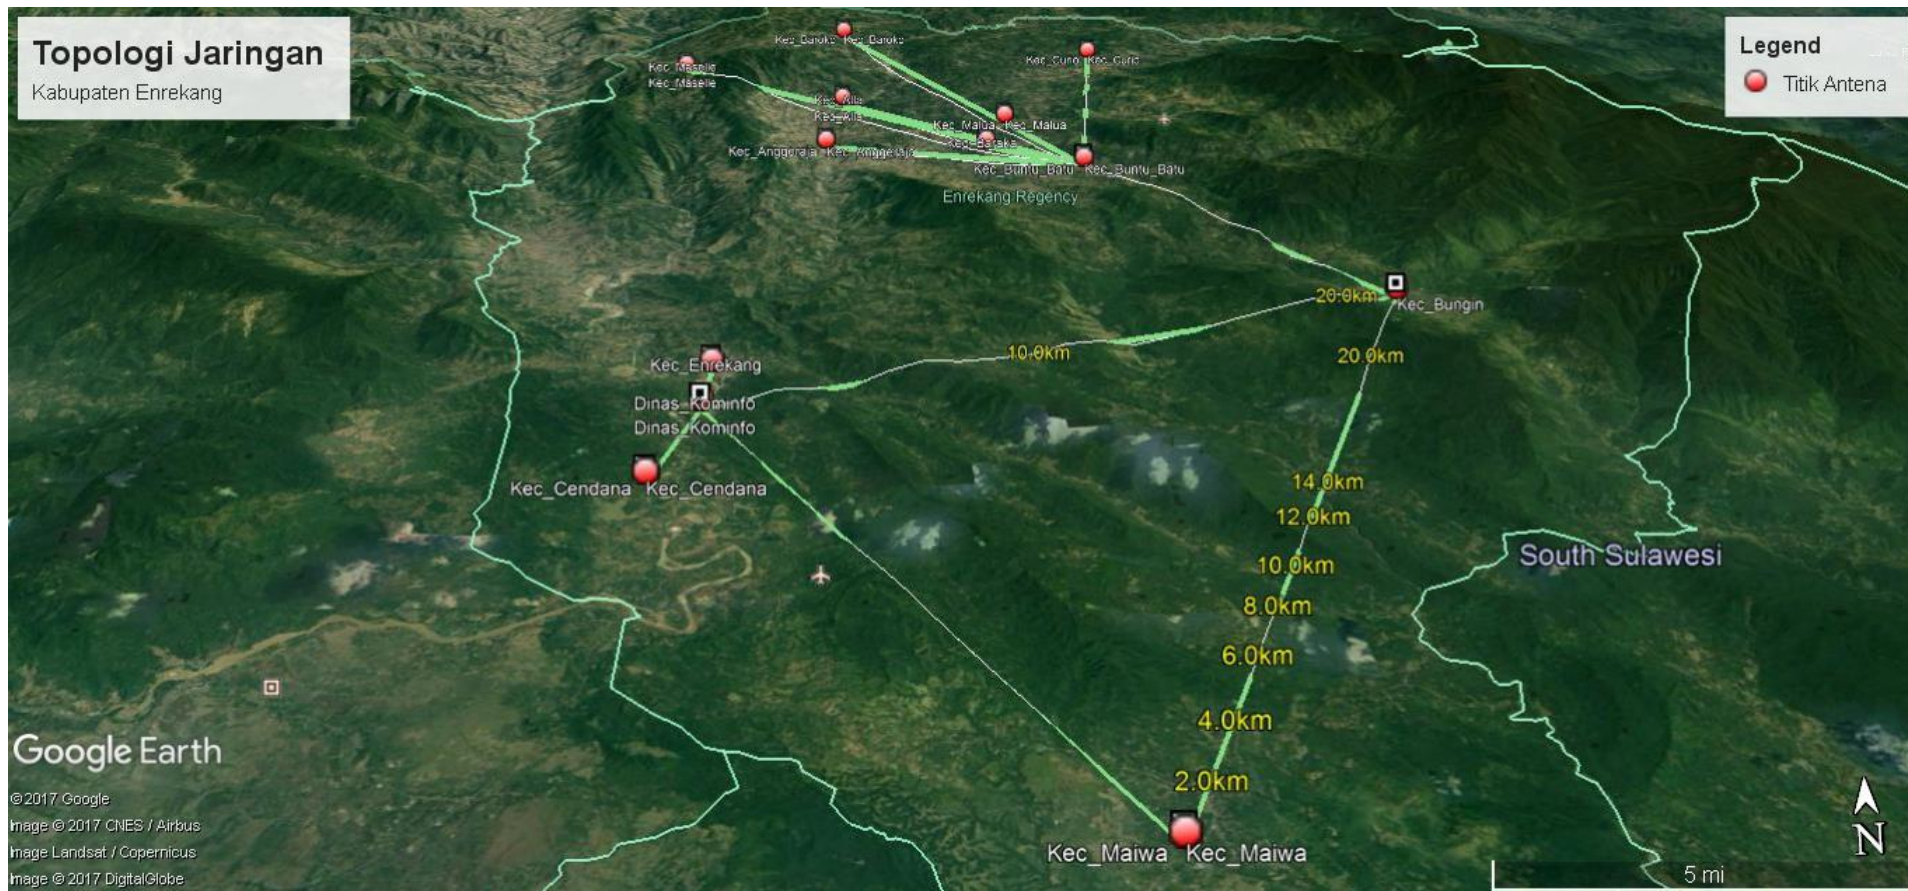 Topologi Jaringan
Kabupaten Enrekang
Legend
Titik Antena
Kec_Baroko Kec_Baroko
Kec_Curio Kec_Curio
Kec_Maselle
Kec_Maselle
Kec_Alla
Kec_Alla
Kec_Malua Kec_Malua
Kec_Baraka
Kec_Anggeraja Kec_Anggeraja
Kec_Buntu_Batu Kec_Buntu_Batu
Enrekang Regency
20.0km
Kec_Bungin
10.0km
20.0km
Kec_Enrekang
Dinas_Kominfo
Dinas_Kominfo
Kec_Cendana Kec_Cendana
14.0km
12.0km
10.0km
South Sulawesi
8.0km
6.0km
4.0km
2.0km
Google Earth
©2017 Google
Image © 2017 CNES / Airbus
Image Landsat / Copernicus
Image © 2017 DigitalGlobe
Kec_Maiwa Kec_Maiwa
N
5 mi